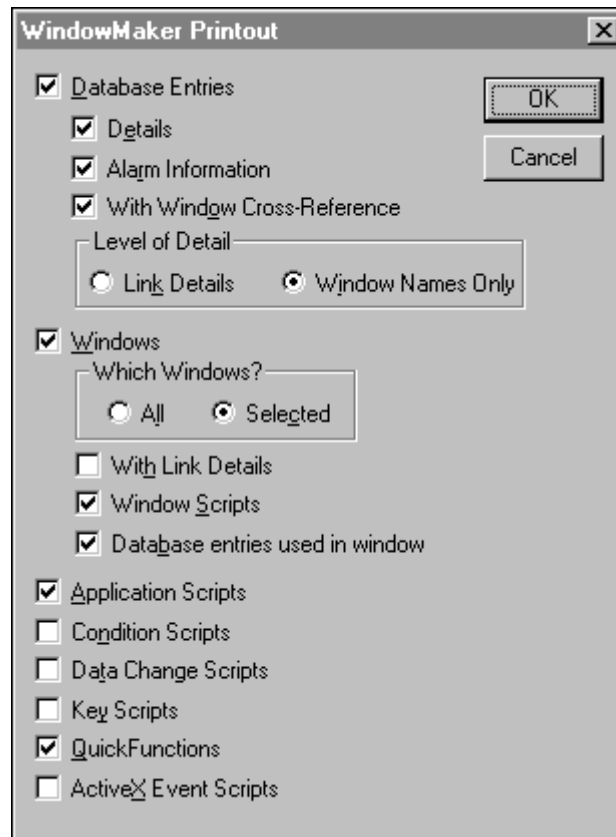 WindowMaker Printout
Database Entries
OK
Details
Cancel
Alarm Information
With Window Cross-Reference
Level of Detail
Link Details Window Names Only
Windows
Which Windows?
All Selected
With Link Details
Window Scripts
Database entries used in window
Application Scripts
Condition Scripts
Data Change Scripts
Key Scripts
QuickFunctions
ActiveX Event Scripts